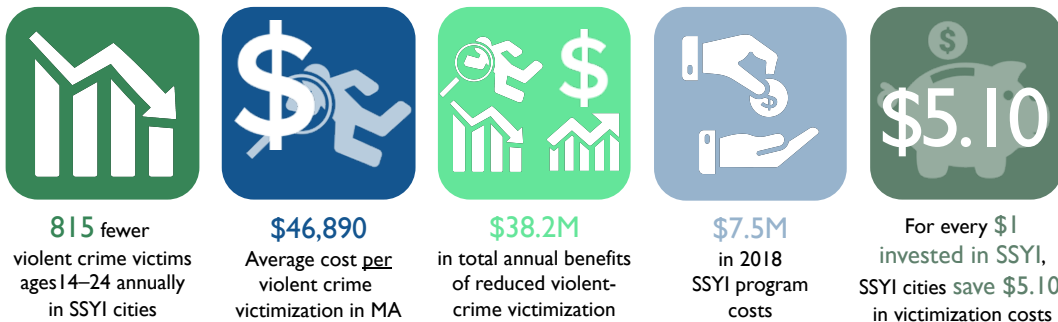 $
$
$
$
$
$5.10
815 fewer
violent crime victims
ages14–24 annually
in SSYI cities
$46,890
Average cost per
violent crime
victimization in MA
$38.2M
in total annual benefits
of reduced violent-
crime victimization
$7.5M
in 2018
SSYI program
costs
For every $1
invested in SSYI,
SSYI cities save $5.10
in victimization costs